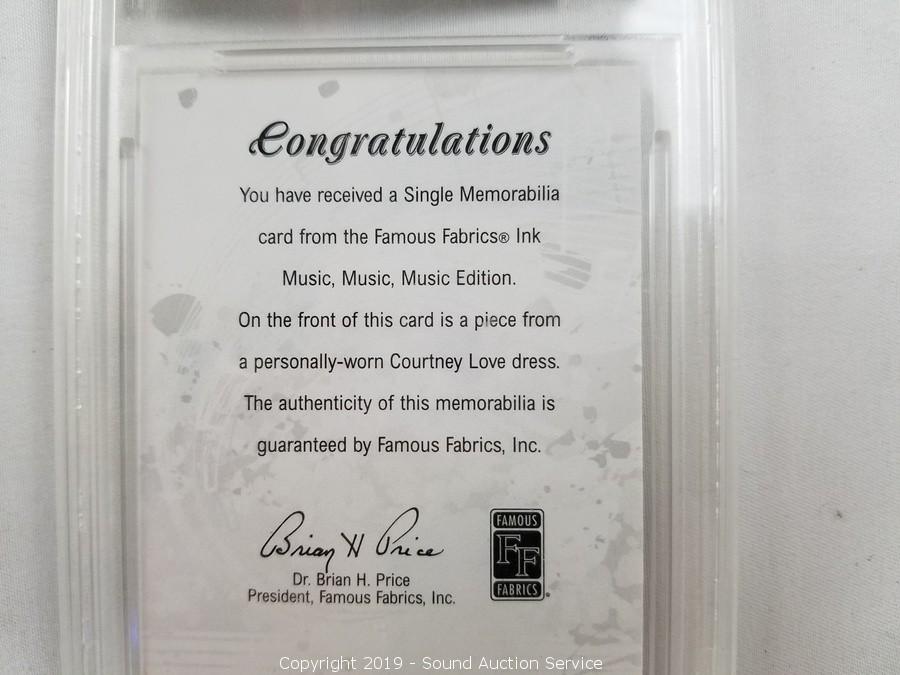 Congratulations
You have received a Single Memorabilia
card from the Famous Fabrics® Ink
Music, Music, Music Edition.
On the front of this card is a piece from
a personally-worn Courtney Love dress.
The authenticity of this memorabilia is
guaranteed by Famous Fabrics, Inc.
Brian H Price
Dr. Brian H. Price
President, Famous Fabrics, Inc.
FAMOUS
FF
FABRICS®
Copyright 2019 - Sound Auction Service